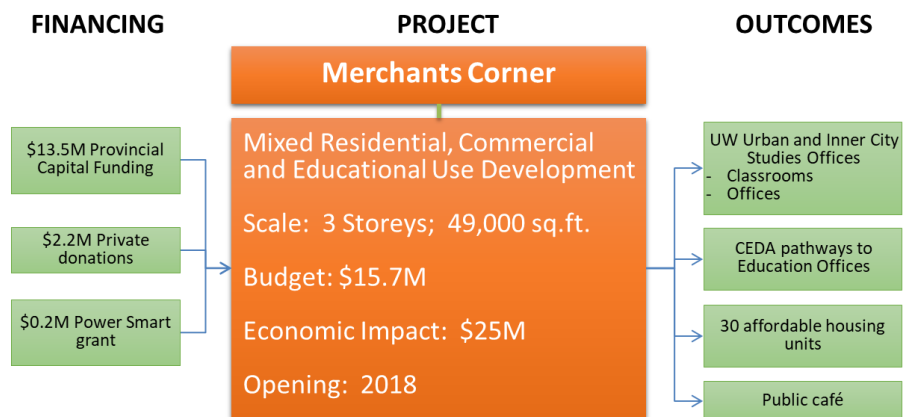 FINANCING
PROJECT
OUTCOMES
Merchants Corner
$13.5M Provincial
Capital Funding
$2.2M Private
donations
$0.2M Power Smart
grant
Mixed Residential, Commercial
and Educational Use Development
Scale: 3 Storeys; 49,000 sq.ft.
Budget: $15.7M
Economic Impact: $25M
Opening: 2018
UW Urban and Inner City
Studies Offices
- Classrooms
- Offices
CEDA pathways to
Education Offices
30 affordable housing
units
Public café